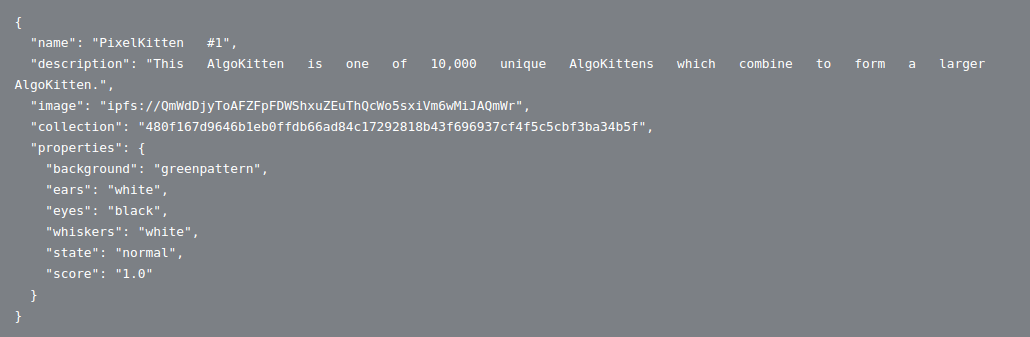 {
"name": "PixelKitten #1",
"description": "This AlgoKitten is one of 10,000 unique AlgoKittens which combine to form a larger
AlgoKitten.",
"image": "ipfs://QmWdDjyToAFZFpFDWShxuZEuThQcWo5sxiVm6wMiJAQmWr",
"collection": "480f167d9646b1eb0ffdb66ad84c17292818b43f696937cf4f5c5cbf3ba34b5f",
"properties": {
"background": "greenpattern",
"ears": "white",
"eyes": "black",
"whiskers": "white",
"state": "normal",
"score": "1.0"
}
}